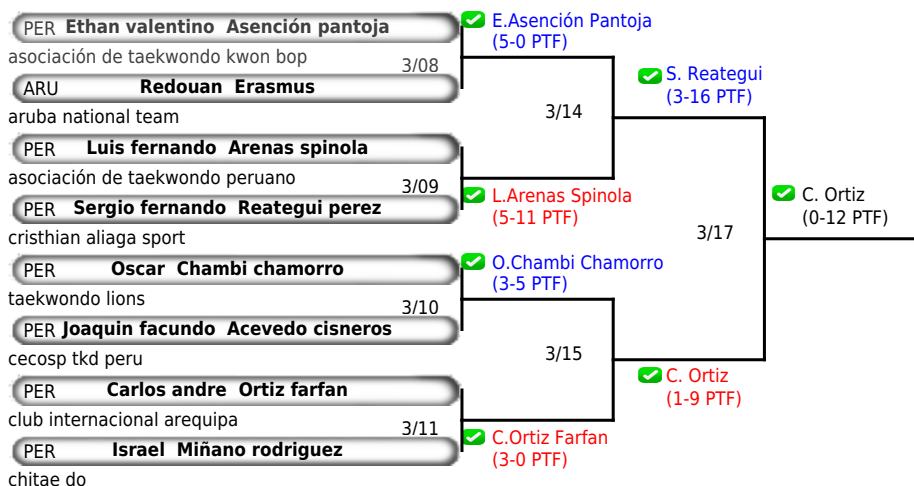 PER Ethan valentino Asención pantoja
asociación de taekwondo kwon bop
3/08
ARU Redouan Erasmus
aruba national team
PER Luis fernando Arenas spinola
asociación de taekwondo peruano
3/09
PER Sergio fernando Reategui perez
cristhian aliaga sport
PER Oscar Chambi chamorro
taekwondo lions
3/10
PER Joaquin facundo Acevedo cisneros
cecosp tkd peru
PER Carlos andre Ortiz farfan
club internacional arequipa
3/11
PER Israel Miñano rodriguez
chitae do
E.Asención Pantoja
(5-0 PTF)
3/14
L.Arenas Spinola
(5-11 PTF)
O.Chambi Chamorro
(3-5 PTF)
3/15
C.Ortiz Farfan
(3-0 PTF)
S. Reategui
(3-16 PTF)
3/17
C. Ortiz
(1-9 PTF)
C. Ortiz
(0-12 PTF)